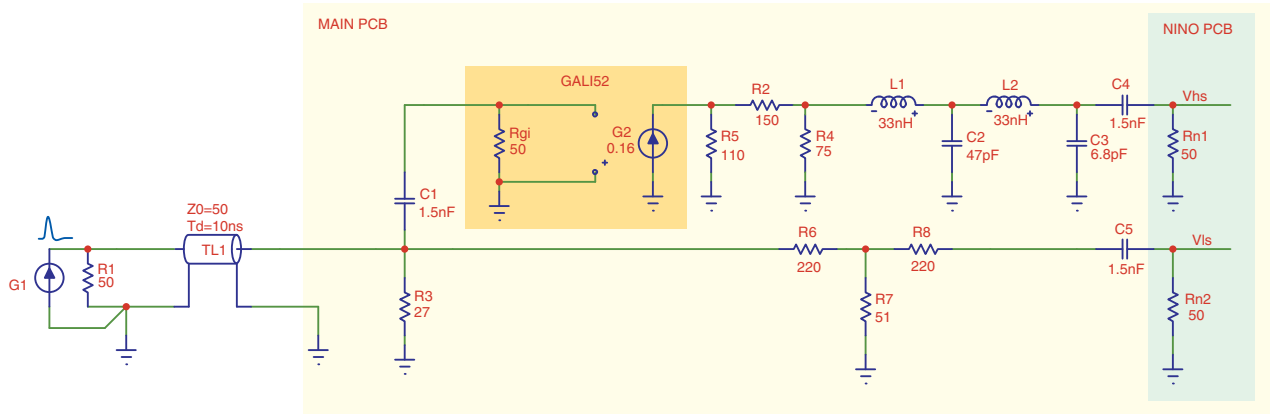 MAIN PCB
NINO PCB
GALI52
Rgi
50
+
G2
0.16
R5
110
R2
150
R4
75
L1
- +
33nH
L2
- +
33nH
C2
47pF
C3
6.8pF
C4
1.5nF
Vhs
Rn1
50
C1
1.5nF
Z0=50
Td=10ns
TL1
G1
R1
50
R3
27
R6
220
R8
220
R7
51
C5
1.5nF
Vls
Rn2
50